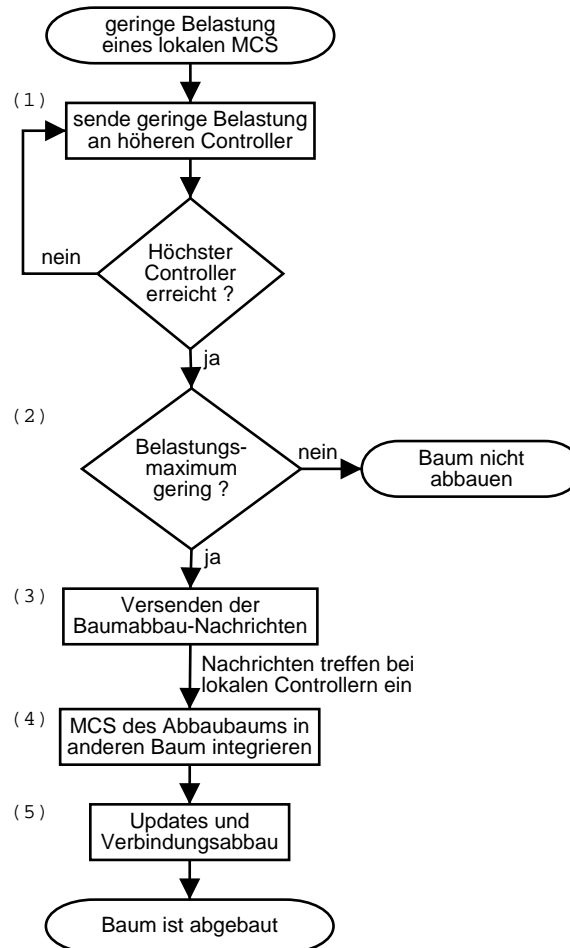 geringe Belastung
eines lokalen MCS
(1)
sende geringe Belastung
an höheren Controller
nein
Höchster
Controller
erreicht ?
ja
(2)
Belastungs-
maximum
gering ?
nein
Baum nicht
abbauen
ja
(3)
Versenden der
Baumabbau-Nachrichten
Nachrichten treffen bei
lokalen Controllern ein
(4)
MCS des Abbaubaums in
anderen Baum integrieren
(5)
Updates und
Verbindungsabbau
Baum ist abgebaut